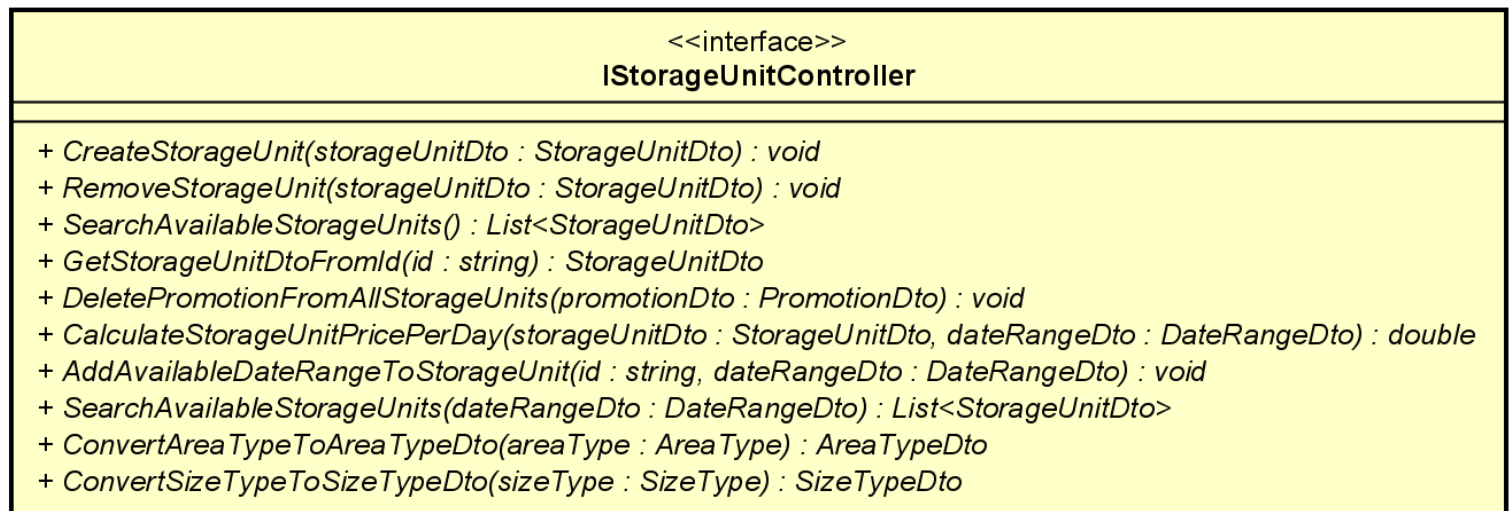 <<interface>>
IStorageUnitController
+ CreateStorageUnit(storageUnitDto : StorageUnitDto) : void
+ RemoveStorageUnit(storageUnitDto : StorageUnitDto) : void
+ SearchAvailableStorageUnits() : List<StorageUnitDto>
+ GetStorageUnitDtoFromId(id : string) : StorageUnitDto
+ DeletePromotionFromAllStorageUnits(promotionDto : PromotionDto) : void
+ CalculateStorageUnitPricePerDay(storageUnitDto : StorageUnitDto, dateRangeDto : DateRangeDto) : double
+ AddAvailableDateRangeToStorageUnit(id : string, dateRangeDto : DateRangeDto) : void
+ SearchAvailableStorageUnits(dateRangeDto : DateRangeDto) : List<StorageUnitDto>
+ ConvertAreaTypeToAreaTypeDto(areaType : AreaType) : AreaTypeDto
+ ConvertSizeTypeToSizeTypeDto(sizeType : SizeType) : SizeTypeDto